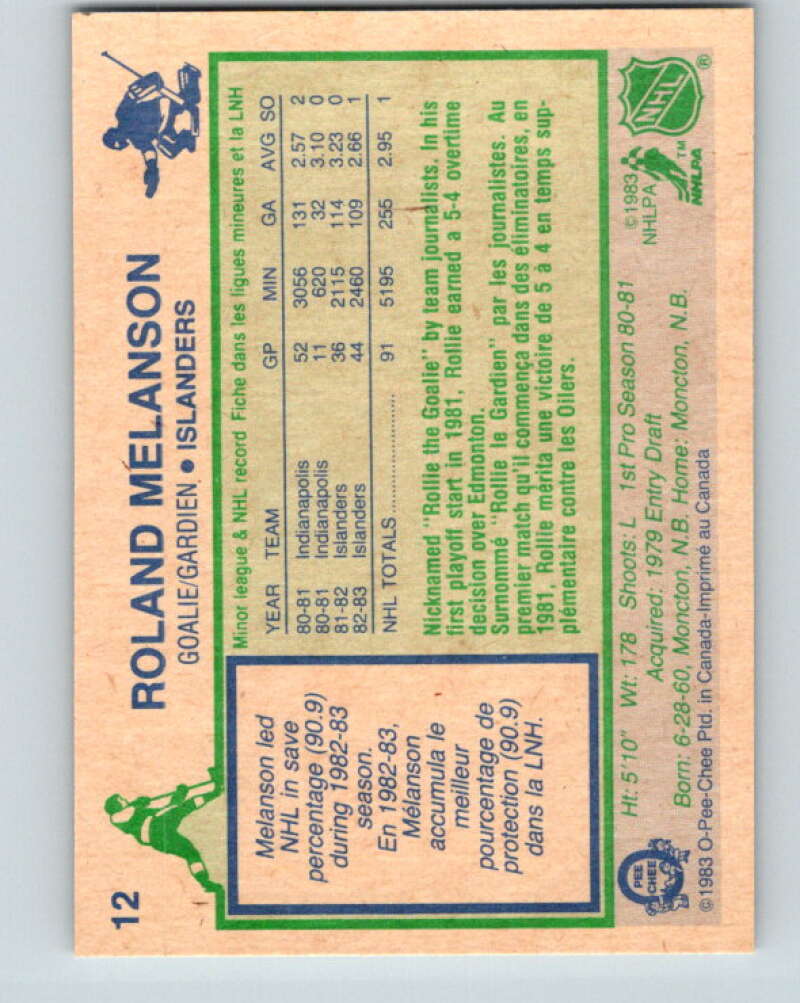 12
ROLAND MELANSON
GOALIE/GARDIEN • ISLANDERS
Melanson led
NHL in save
percentage (90.9)
during 1982-83
season.
En 1982-83,
Mélanson
accumula le
meilleur
pourcentage de
protection (90.9)
dans la LNH.
Minor league & NHL record Fiche dans les ligues mineures et la LNH
YEAR TEAM GP MIN GA AVG SO
80-81 Indianapolis 52 3056 131 2.57 2
80-81 Indianapolis 11 620 32 3.10 0
81-82 Islanders 36 2115 114 3.23 0
82-83 Islanders 44 2460 109 2.66 1
NHL TOTALS .................... 91 5195 255 2.95 1
Nicknamed "Rollie the Goalie" by team journalists. In his
first playoff start in 1981, Rollie earned a 5-4 overtime
decision over Edmonton.
Surnommé "Rollie le Gardien" par les journalistes. Au
premier match qu'il commença dans des éliminatoires, en
1981, Rollie mérita une victoire de 5 à 4 en temps sup-
plémentaire contre les Oilers.
Ht: 5'10" Wt: 178 Shoots: L 1st Pro Season 80-81
Acquired: 1979 Entry Draft
Born: 6-28-60, Moncton, N.B. Home: Moncton, N.B.
©1983 O-Pee-Chee Ptd. in Canada-Imprimé au Canada
O
PEE
CHEE
©1983
NHLPA
NHL
®
TM
NHLPA